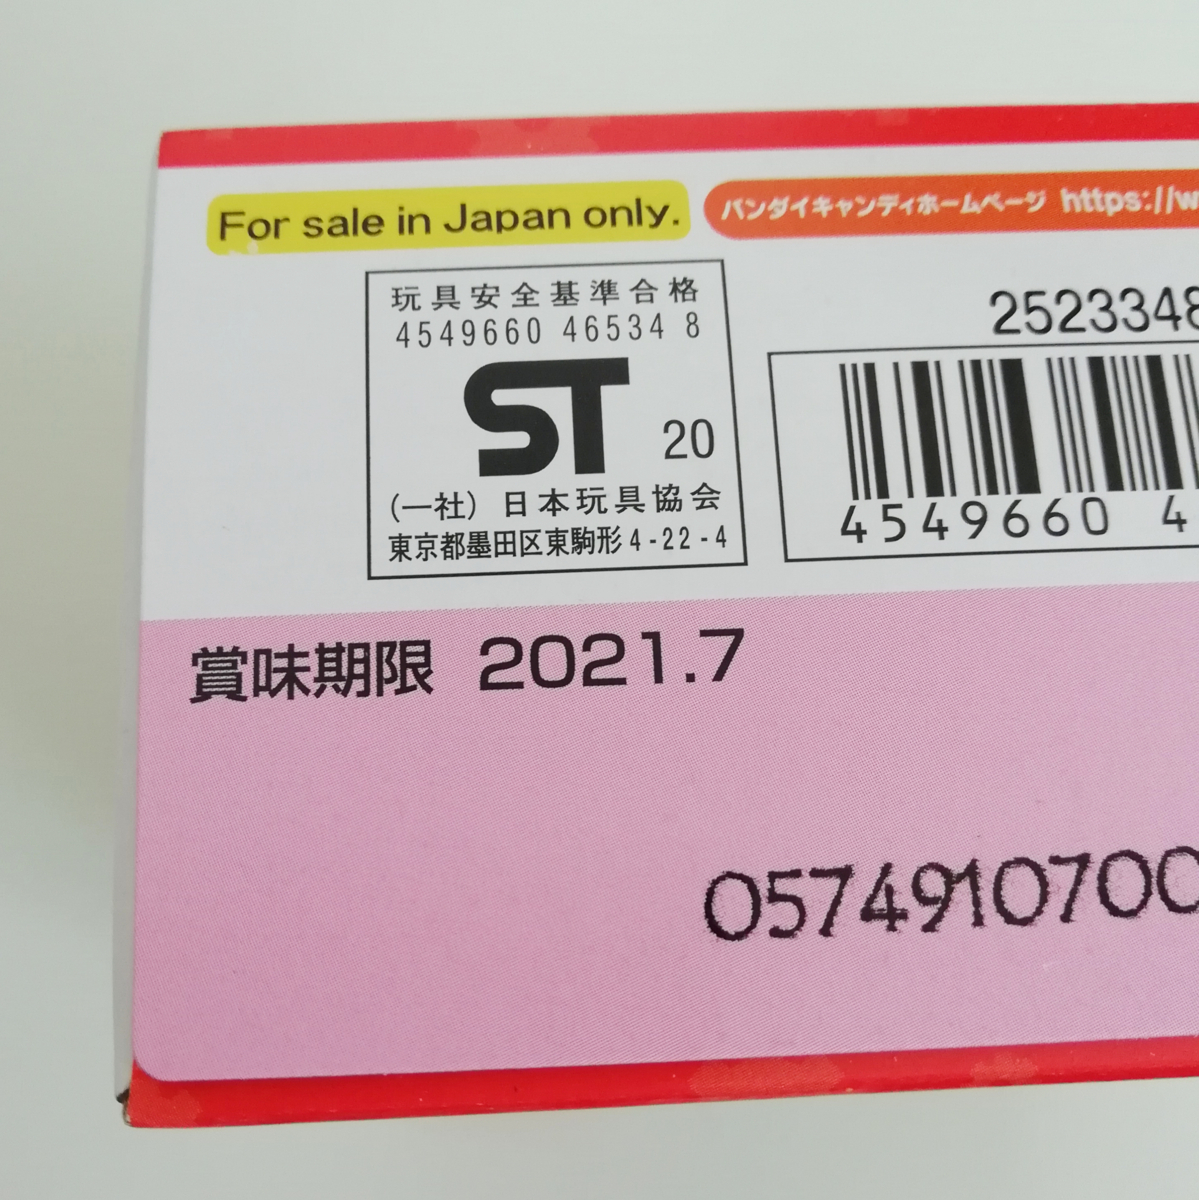 For sale in Japan only.
バンダイキャンディホームページ https://w
玩具安全基準合格
4549660 46534 8
ST 20
(一社) 日本玩具協会
東京都墨田区東駒形4-22-4
2523348
4549660 4
賞味期限 2021.7
0574910700